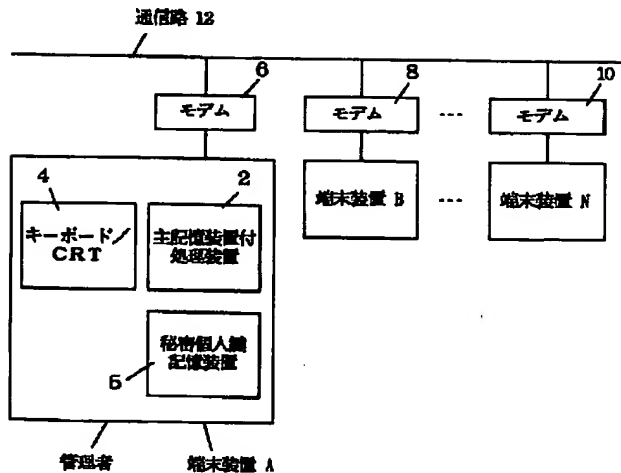 通信路 12
6
8
10
モデム
モデム
---
モデム
4
2
端末装置 B
---
端末装置 N
キーボード/
CRT
主記憶装置付
処理装置
秘密個人鍵
記憶装置
5
管理者
端末装置 A